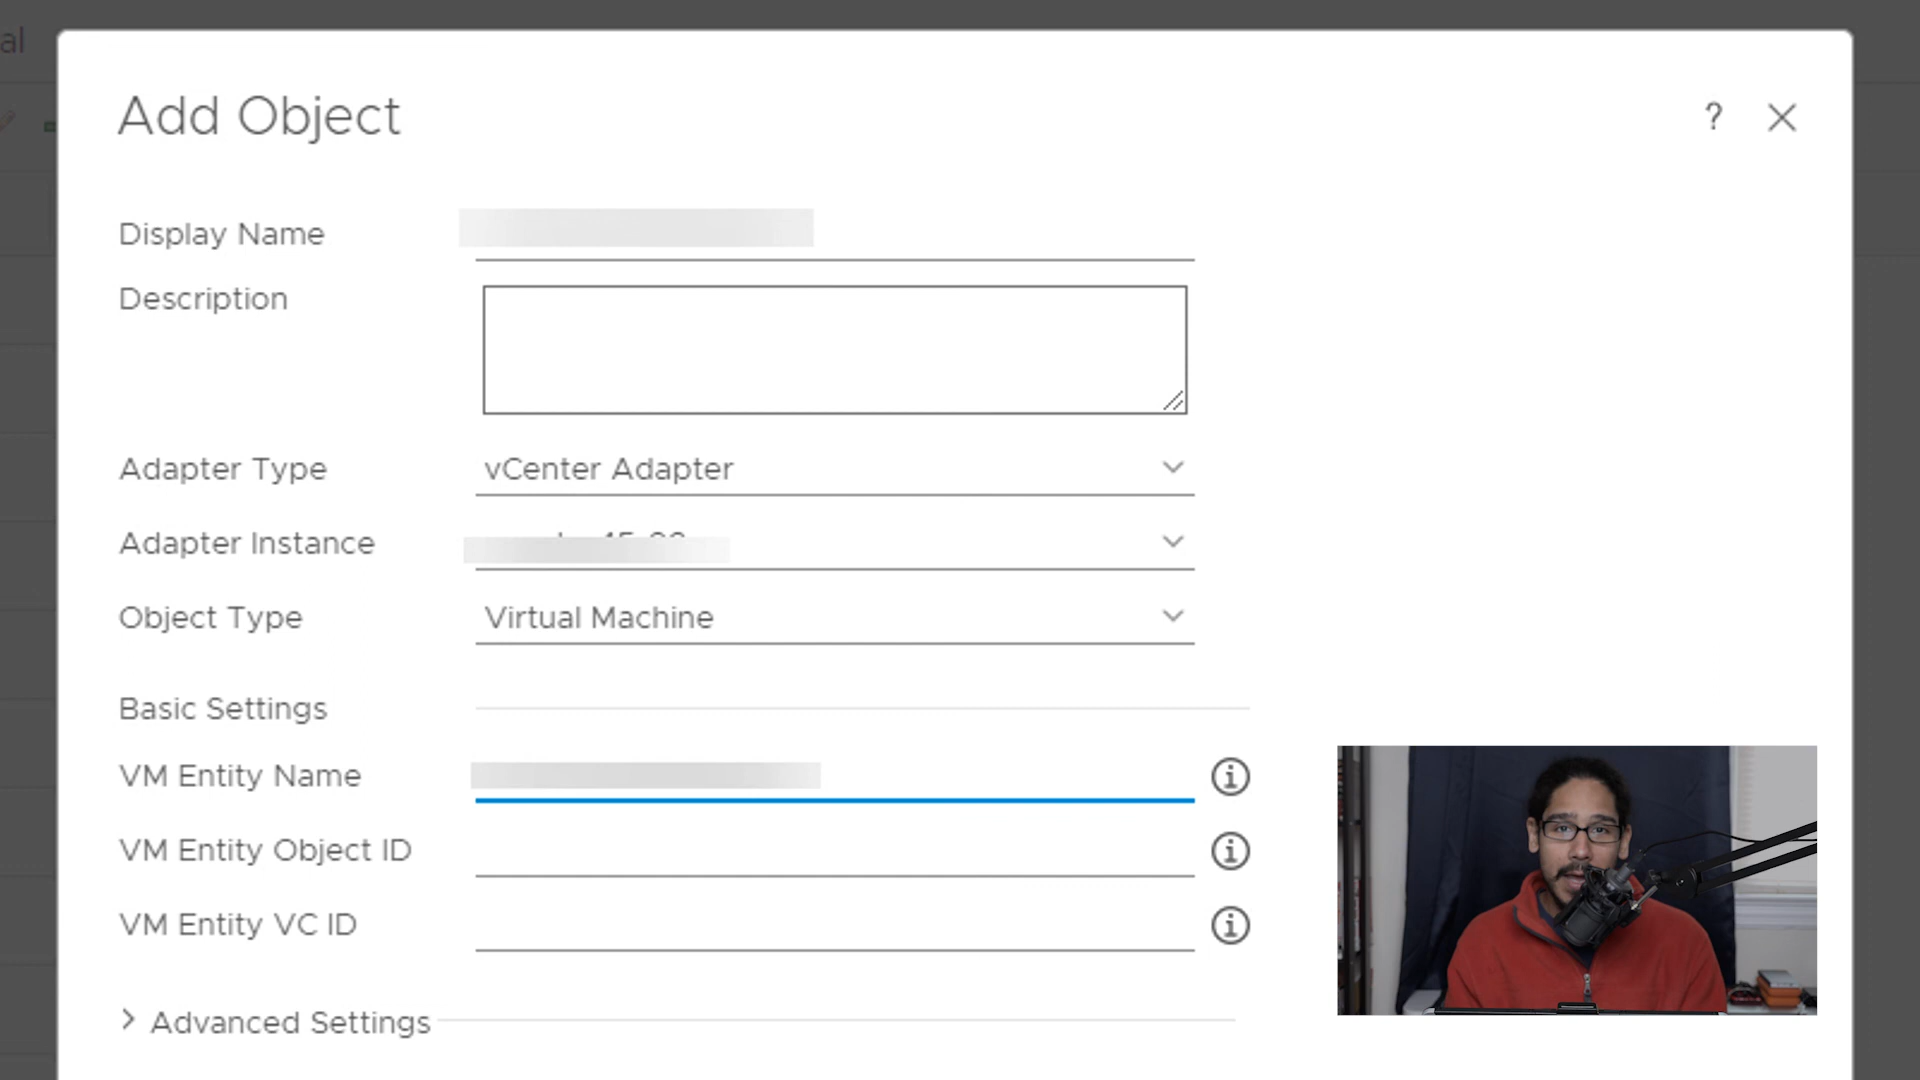 al
Add Object
?
Display Name
Description
Adapter Type vCenter Adapter
Adapter Instance
Object Type Virtual Machine
Basic Settings
VM Entity Name
VM Entity Object ID
VM Entity VC ID
Advanced Settings